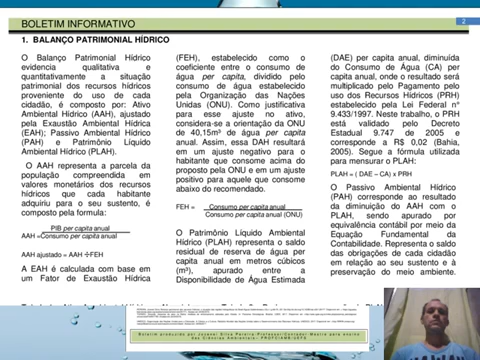 BOLETIM INFORMATIVO
2
1. BALANÇO PATRIMONIAL HÍDRICO
O Balanço Patrimonial Hídrico
evidencia qualitativa e
quantitativamente a situação
patrimonial dos recursos hídricos
proveniente do uso de cada
cidadão, é composto por: Ativo
Ambiental Hídrico (AAH), ajustado
pela Exaustão Ambiental Hídrica
(EAH); Passivo Ambiental Hídrico
(PAH) e Patrimônio Líquido
Ambiental Hídrico (PLAH).
O AAH representa a parcela da
população compreendida em
valores monetários dos recursos
hídricos que cada habitante
adquiriu para o seu sustento, é
composto pela formula:
PIB per capita anual
AAH =Consumo per capita anual
AAH ajustado = AAH ÷FEH
A EAH é calculada com base em
um Fator de Exaustão Hídrica
(FEH), estabelecido como o
coeficiente entre o consumo de
água per capita, dividido pelo
consumo de água estabelecido
pela Organização das Nações
Unidas (ONU). Como justificativa
para esse ajuste no ativo,
considera-se a orientação da ONU
de 40,15m³ de água per capita
anual. Assim, essa DAH resultará
em um ajuste negativo para o
habitante que consome acima do
proposto pela ONU e em um ajuste
positivo para aquele que consome
abaixo do recomendado.
FEH = Consumo per capita anual
Consumo per capita anual (ONU)
O Patrimônio Líquido Ambiental
Hídrico (PLAH) representa o saldo
residual de reserva de água per
capita anual em metros cúbicos
(m³), apurado entre a
Disponibilidade de Água Estimada
(DAE) per capita anual, diminuída
do Consumo de Água (CA) per
capita anual, onde o resultado será
multiplicado pelo Pagamento pelo
uso dos Recursos Hídricos (PRH)
estabelecido pela Lei Federal n°
9.433/1997. Neste trabalho, o PRH
está validado pelo Decreto
Estadual 9.747 de 2005 e
corresponde a R$ 0,02 (Bahia,
2005). Segue a fórmula utilizada
para mensurar o PLAH:
PLAH = ( DAE – CA) x PRH
O Passivo Ambiental Hídrico
(PAH) corresponde ao resultado
da diminuição do AAH com o
PLAH, sendo apurado por
equivalência contábil por meio da
Equação Fundamental da
Contabilidade. Representa o saldo
das obrigações de cada cidadão
em relação ao seu sustento e à
preservação do meio ambiente.